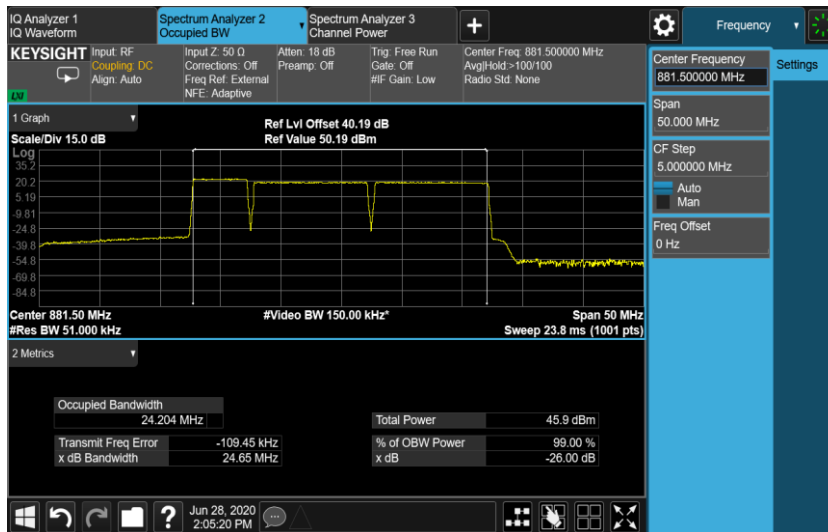 IQ Analyzer 1
IQ Waveform
Spectrum Analyzer 2
Occupied BW
Spectrum Analyzer 3
Channel Power
Frequency
KEYSIGHT
Input: RF
Coupling: DC
Align: Auto
Input Z: 50 Ω
Corrections: Off
Freq Ref: External
NFE: Adaptive
Atten: 18 dB
Preamp: Off
Trig: Free Run
Gate: Off
#IF Gain: Low
Center Freq: 881.500000 MHz
Avg|Hold:>100/100
Radio Std: None
LXI
1 Graph
Scale/Div 15.0 dB
Ref Lvl Offset 40.19 dB
Ref Value 50.19 dBm
Log
35.2
20.2
5.19
-9.81
-24.8
-39.8
-54.8
-69.8
-84.8
Center 881.50 MHz
#Video BW 150.00 kHz*
Span 50 MHz
#Res BW 51.000 kHz
Sweep 23.8 ms (1001 pts)
2 Metrics
Occupied Bandwidth
24.204 MHz
Total Power 45.9 dBm
Transmit Freq Error -109.45 kHz
% of OBW Power 99.00 %
x dB Bandwidth 24.65 MHz
x dB -26.00 dB
Jun 28, 2020
2:05:20 PM
Center Frequency
881.500000 MHz
Settings
Span
50.000 MHz
CF Step
5.000000 MHz
Auto
Man
Freq Offset
0 Hz